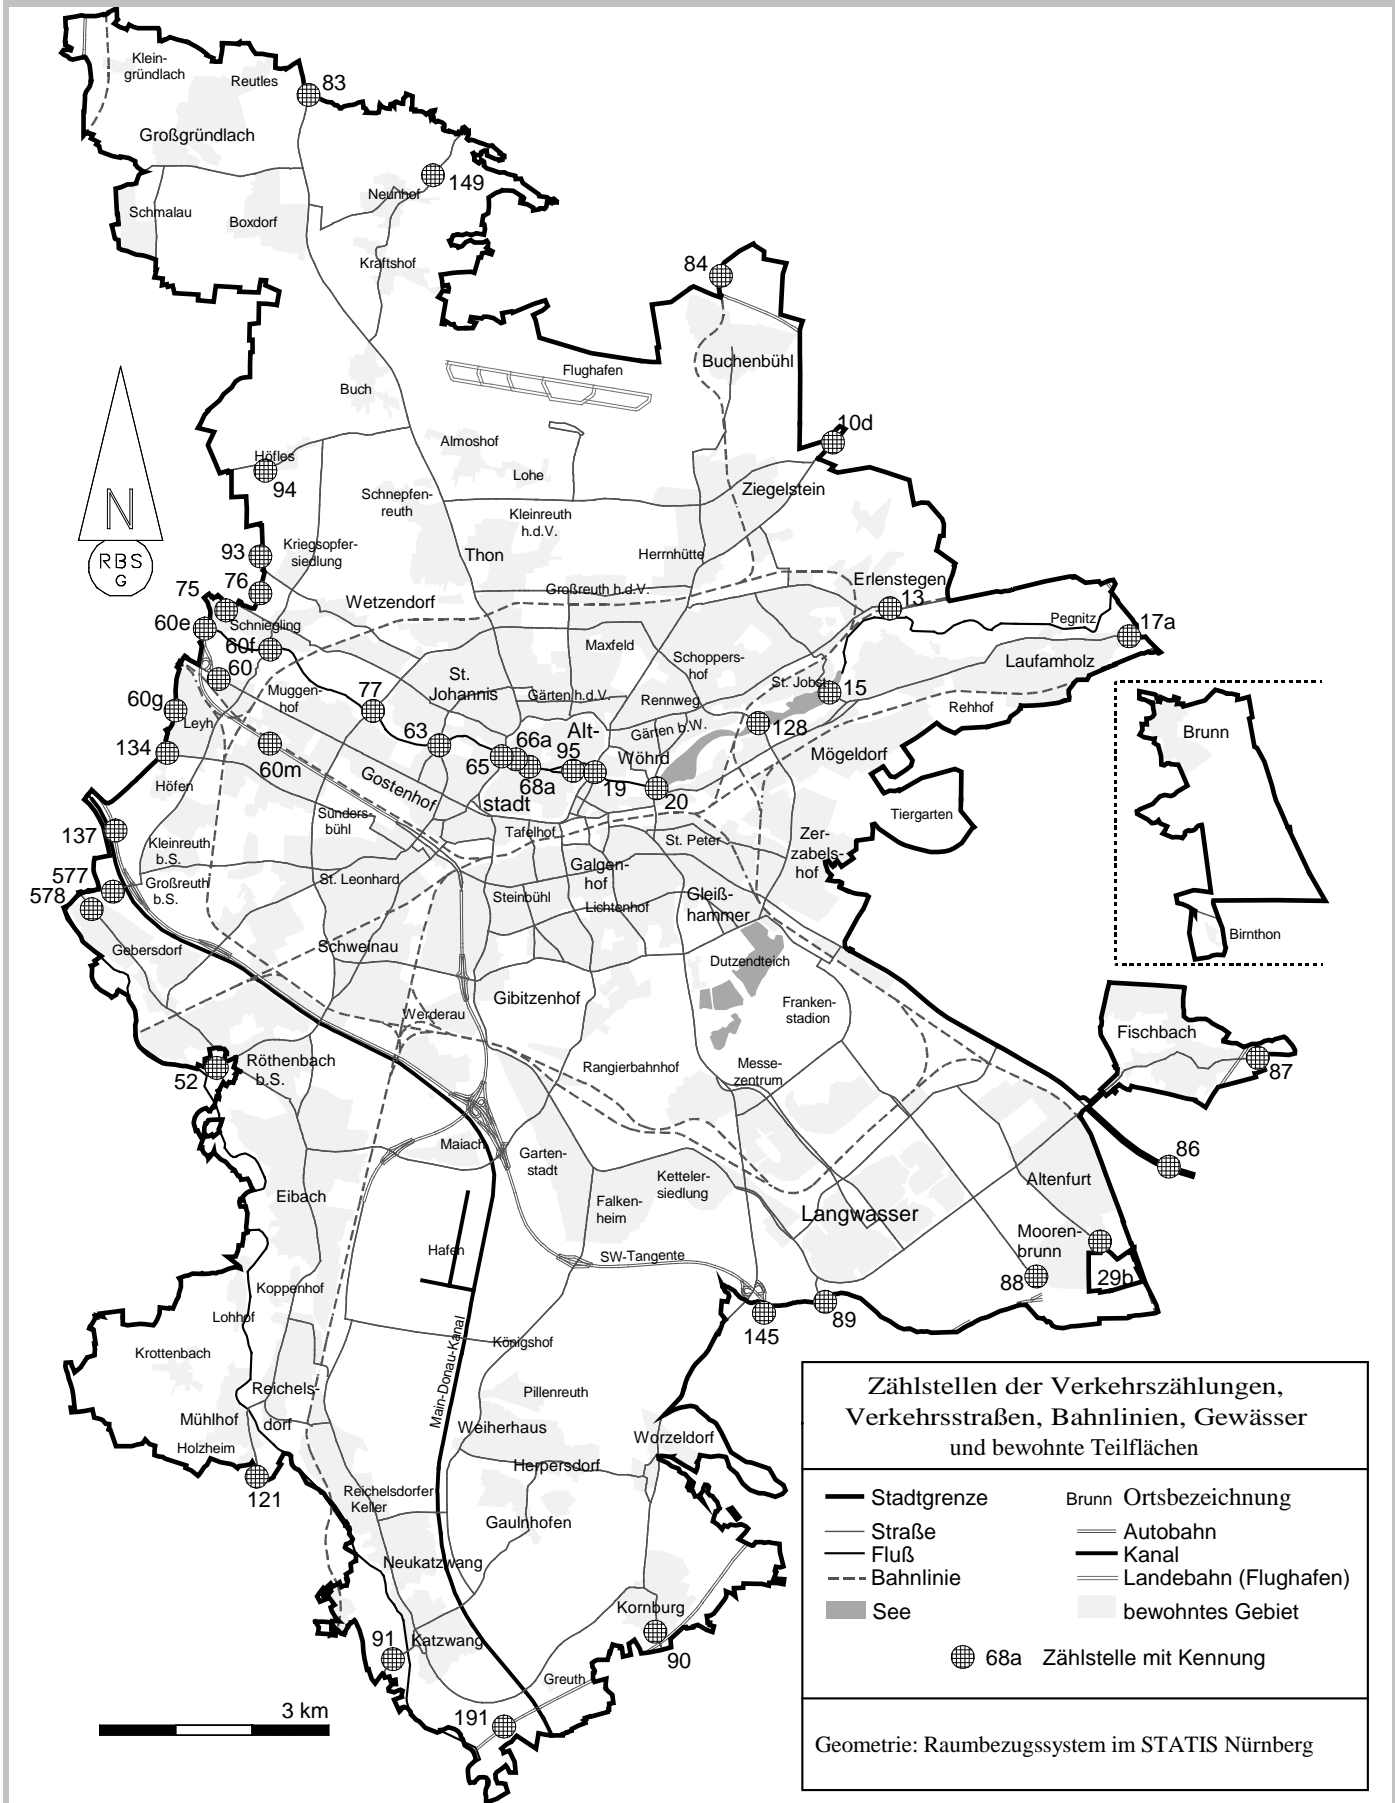 Klein-
gründlach
Reutles
83
Großgründlach
149
Neunhof
Schmalau
Boxdorf
Kraftshof
84
Buchenbühl
Flughafen
Buch
10d
Almoshof
Höfles
94
Lohe
Ziegelstein
Schnepfen-
reuth
Kleinreuth
h.d.V.
N
RBS
G
93
Kriegsopfer-
siedlung
Thon
Herrnhütte
75
76
Großreuth h.d.V.
Erlenstegen
13
Wetzendorf
60e
Schniegling
60f
Pegnitz
17a
Maxfeld
Schoppers-
hof
Laufamholz
60
St.
Johannis
St. Jobst
15
Muggen-
hof
77
Gärten h.d.V.
Rennweg
Rehhof
60g
Leyh
63
66a
Alt-
95
Gärten b.W.
128
Brunn
134
60m
65
68a
Wöhrd
19
20
Mögeldorf
Höfen
Gostenhof
stadt
Tiergarten
137
Sünders-
bühl
Tafelhof
St. Peter
Zer-
zabels-
hof
Kleinreuth
b.S.
577
Großreuth
b.S.
St. Leonhard
Galgen-
hof
578
Steinbühl
Lichtenhof
Gleiß-
hammer
Gebersdorf
Schweinau
Dutzendteich
Birnthon
Gibitzenhof
Franken-
stadion
Werderau
Fischbach
Röthenbach
b.S.
52
Rangierbahnhof
Messe-
zentrum
87
Maiach
Garten-
stadt
86
Eibach
Ketteler-
siedlung
Altenfurt
Falken-
heim
Langwasser
Hafen
SW-Tangente
Mooren-
brunn
88
29b
Koppenhof
Lohhof
145
89
Krottenbach
Königshof
Main-Donau-Kanal
Reichels-
dorf
Pillenreuth
Mühlhof
Weiherhaus
Worzeldorf
Holzheim
Herpersdorf
121
Reichelsdorfer
Keller
Gaulnhofen
Neukatzwang
Kornburg
91
Katzwang
90
Greuth
191
3 km
Zählstellen der Verkehrszählungen,
Verkehrsstraßen, Bahnlinien, Gewässer
und bewohnte Teilflächen
Stadtgrenze
Brunn Ortsbezeichnung
Straße
Autobahn
Fluß
Kanal
Bahnlinie
Landebahn (Flughafen)
See
bewohntes Gebiet
68a Zählstelle mit Kennung
Geometrie: Raumbezugssystem im STATIS Nürnberg